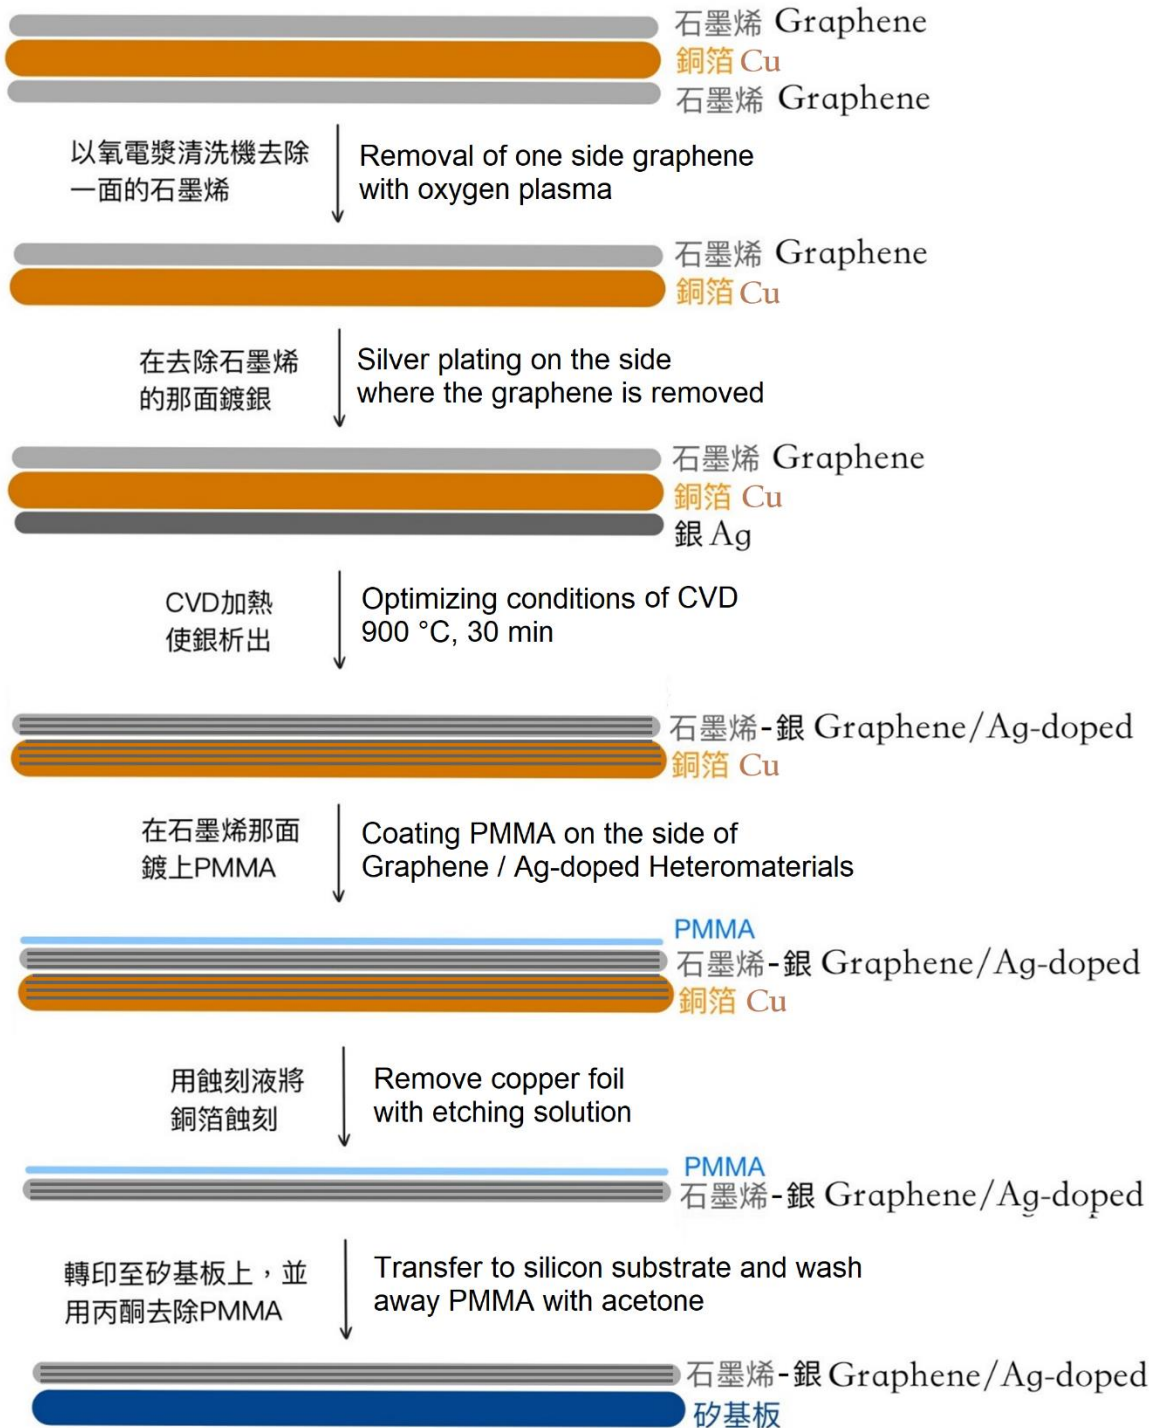 石墨烯 Graphene
銅箔 Cu
石墨烯 Graphene
以氧電漿清洗機去除
一面的石墨烯
Removal of one side graphene
with oxygen plasma
石墨烯 Graphene
銅箔 Cu
在去除石墨烯
的那面鍍銀
Silver plating on the side
where the graphene is removed
石墨烯 Graphene
銅箔 Cu
銀 Ag
CVD加熱
使銀析出
Optimizing conditions of CVD
900 °C, 30 min
石墨烯-銀 Graphene/Ag-doped
銅箔 Cu
在石墨烯那面
鍍上PMMA
Coating PMMA on the side of
Graphene / Ag-doped Heteromaterials
PMMA
石墨烯-銀 Graphene/Ag-doped
銅箔 Cu
用蝕刻液將
銅箔蝕刻
Remove copper foil
with etching solution
PMMA
石墨烯-銀 Graphene/Ag-doped
轉印至矽基板上，並
用丙酮去除PMMA
Transfer to silicon substrate and wash
away PMMA with acetone
石墨烯-銀 Graphene/Ag-doped
矽基板